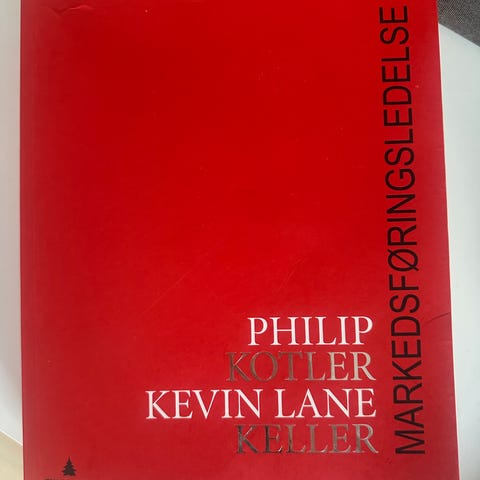 MARKEDSFØRINGSLEDELSE
PHILIP
KOTLER
KEVIN LANE
KELLER